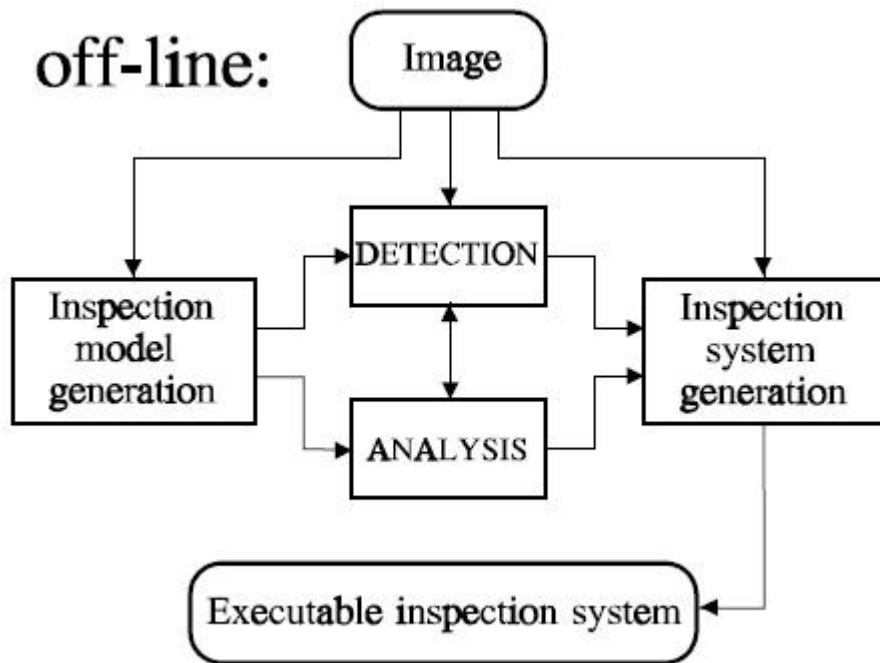 off-line:
Image
DETECTION
Inspection
model
generation
Inspection
system
generation
ANALYSIS
Executable inspection system